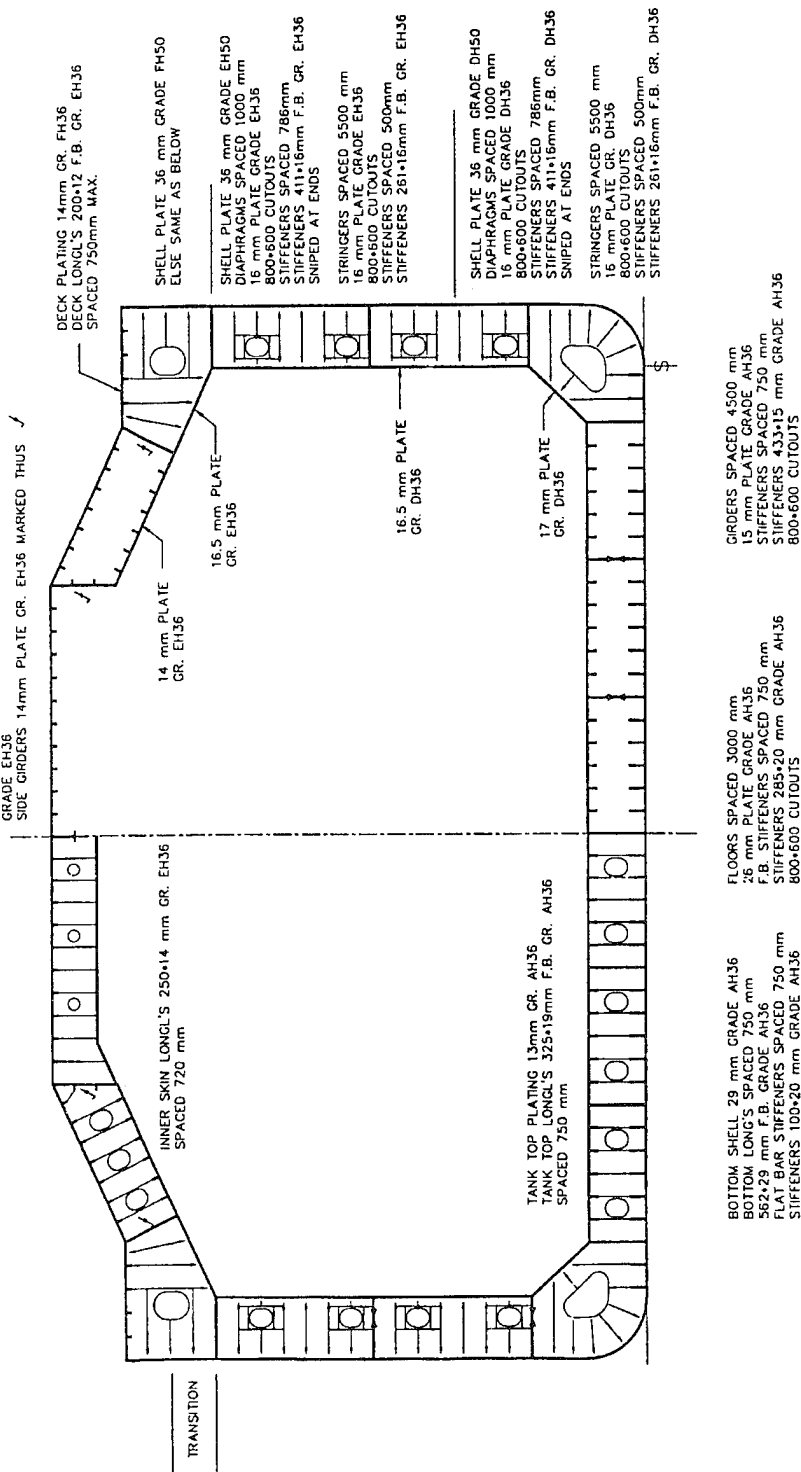 GRADE EH36
SIDE GIRDERS 14mm PLATE GR. EH36 MARKED THUS
DECK PLATING 14mm GR. FH36
DECK LONGL'S 200*12 F.B. GR. EH36
SPACED 750mm MAX.
SHELL PLATE 36 mm GRADE FH50
ELSE SAME AS BELOW
SHELL PLATE 36 mm GRADE EH50
DIAPHRAGMS SPACED 1000 mm
16 mm PLATE GRADE EH36
800*600 CUTOUTS
STIFFENERS SPACED 786mm
STIFFENERS 411*16mm F.B. GR. EH36
SNIPED AT ENDS
STRINGERS SPACED 5500 mm
16 mm PLATE GRADE EH36
800*600 CUTOUTS
STIFFENERS SPACED 500mm
STIFFENERS 261*16mm F.B. GR. EH36
SHELL PLATE 36 mm GRADE DH50
DIAPHRAGMS SPACED 1000 mm
16 mm PLATE GRADE DH36
800*600 CUTOUTS
STIFFENERS SPACED 786mm
STIFFENERS 411*16mm F.B. GR. DH36
SNIPED AT ENDS
STRINGERS SPACED 5500 mm
16 mm PLATE GR. DH36
800*600 CUTOUTS
STIFFENERS SPACED 500mm
STIFFENERS 261*16mm F.B. GR. DH36
14 mm PLATE
GR. EH36
16.5 mm PLATE
GR. EH36
16.5 mm PLATE
GR. DH36
17 mm PLATE
GR. DH36
INNER SKIN LONGL'S 250*14 mm GR. EH36
SPACED 720 mm
TANK TOP PLATING 13mm GR. AH36
TANK TOP LONGL'S 325*19mm F.B. GR. AH36
SPACED 750 mm
TRANSITION
BOTTOM SHELL 29 mm GRADE AH36
BOTTOM LONG'S SPACED 750 mm
562*29 mm F.B. GRADE AH36
FLAT BAR STIFFENERS SPACED 750 mm
STIFFENERS 100*20 mm GRADE AH36
FLOORS SPACED 3000 mm
26 mm PLATE GRADE AH36
F.B. STIFFENERS SPACED 750 mm
STIFFENERS 285*20 mm GRADE AH36
800*600 CUTOUTS
GIRDERS SPACED 4500 mm
15 mm PLATE GRADE AH36
STIFFENERS SPACED 750 mm
STIFFENERS 433*15 mm GRADE AH36
800*600 CUTOUTS